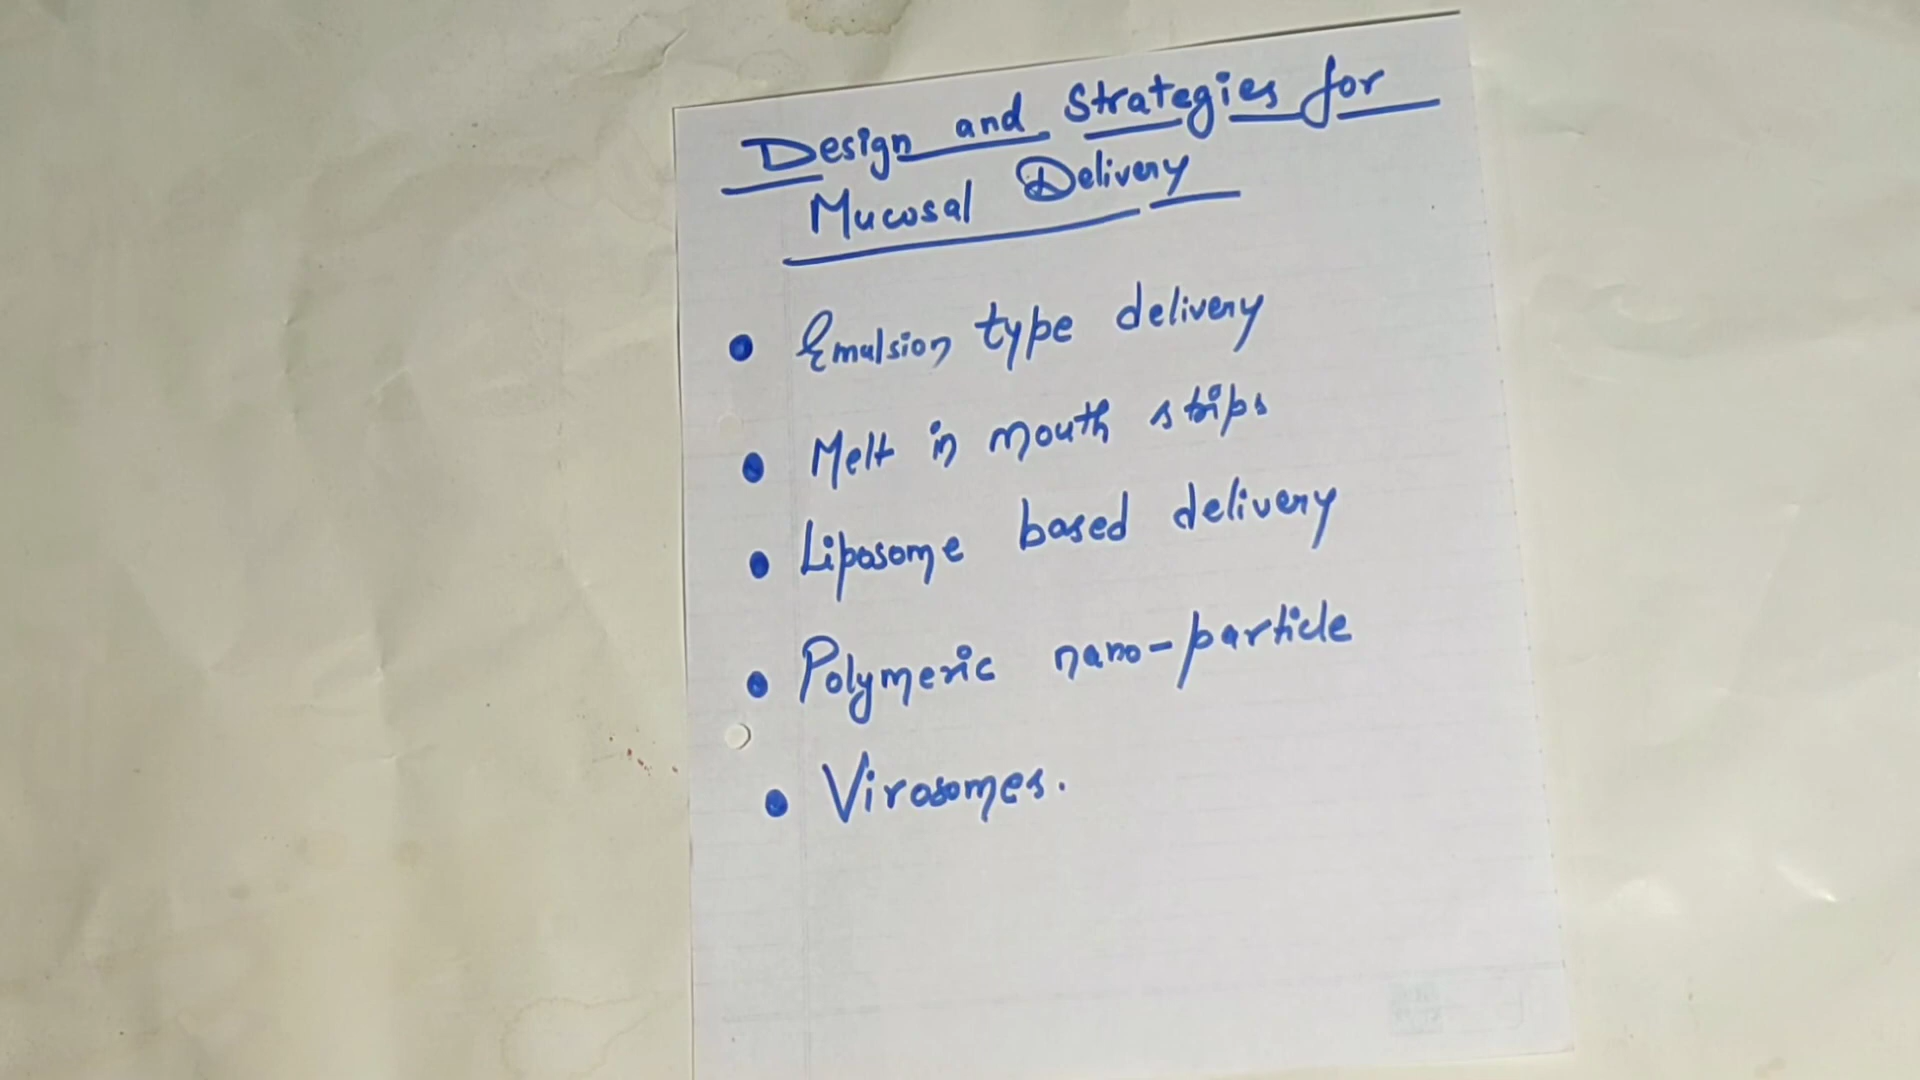 Design and Strategies for
Mucosal Delivery
• Emulsion type delivery
• Melt in mouth strips
• Liposome based delivery
• Polymeric nano-particle
• Virosomes.